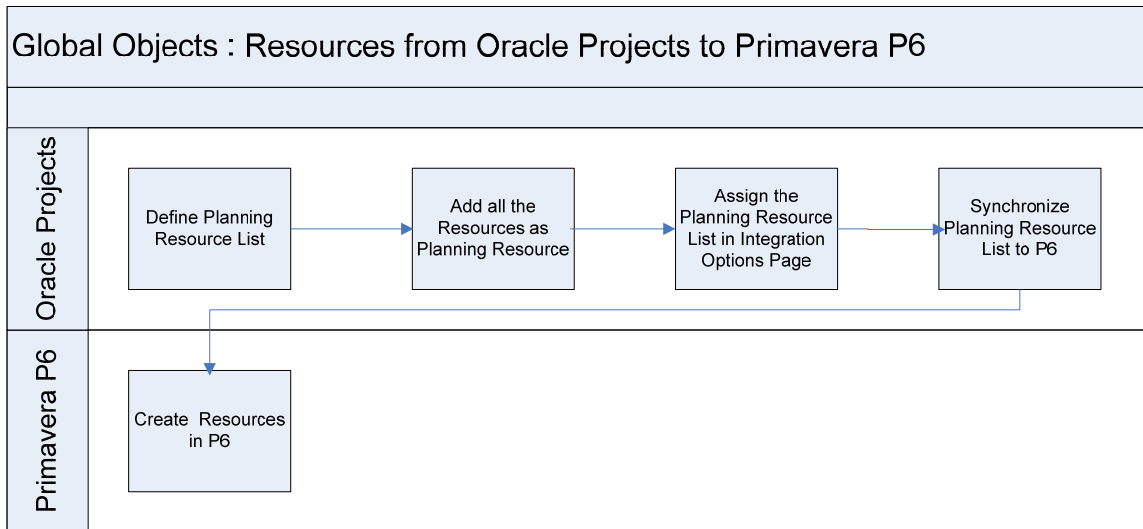 Global Objects : Resources from Oracle Projects to Primavera P6
Oracle Projects
Define Planning
Resource List
Add all the
Resources as
Planning Resource
Assign the
Planning Resource
List in Integration
Options Page
Synchronize
Planning Resource
List to P6
Primavera P6
Create Resources
in P6